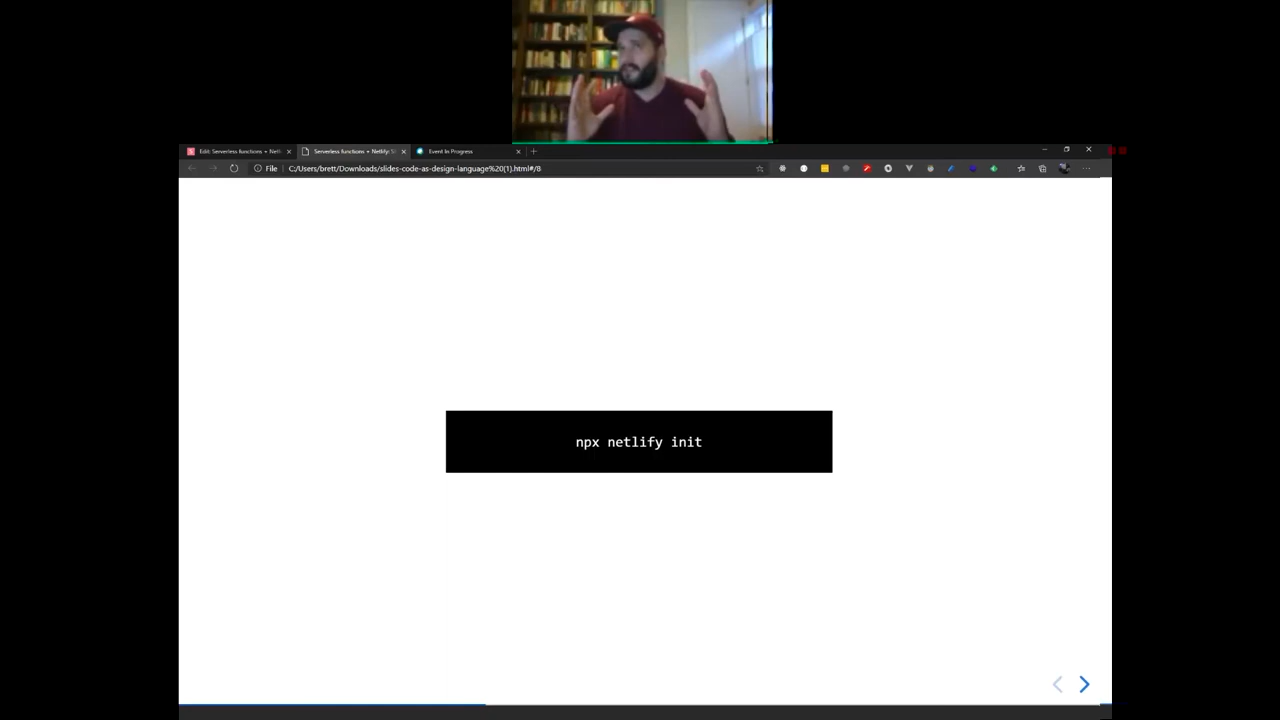 Edit: Serverless functions + Netl
Serverless functions + Netlify: Sl
Event In Progress
File
C:/Users/brett/Downloads/slides-code-as-design-language%20(1).html#/8
npx netlify init